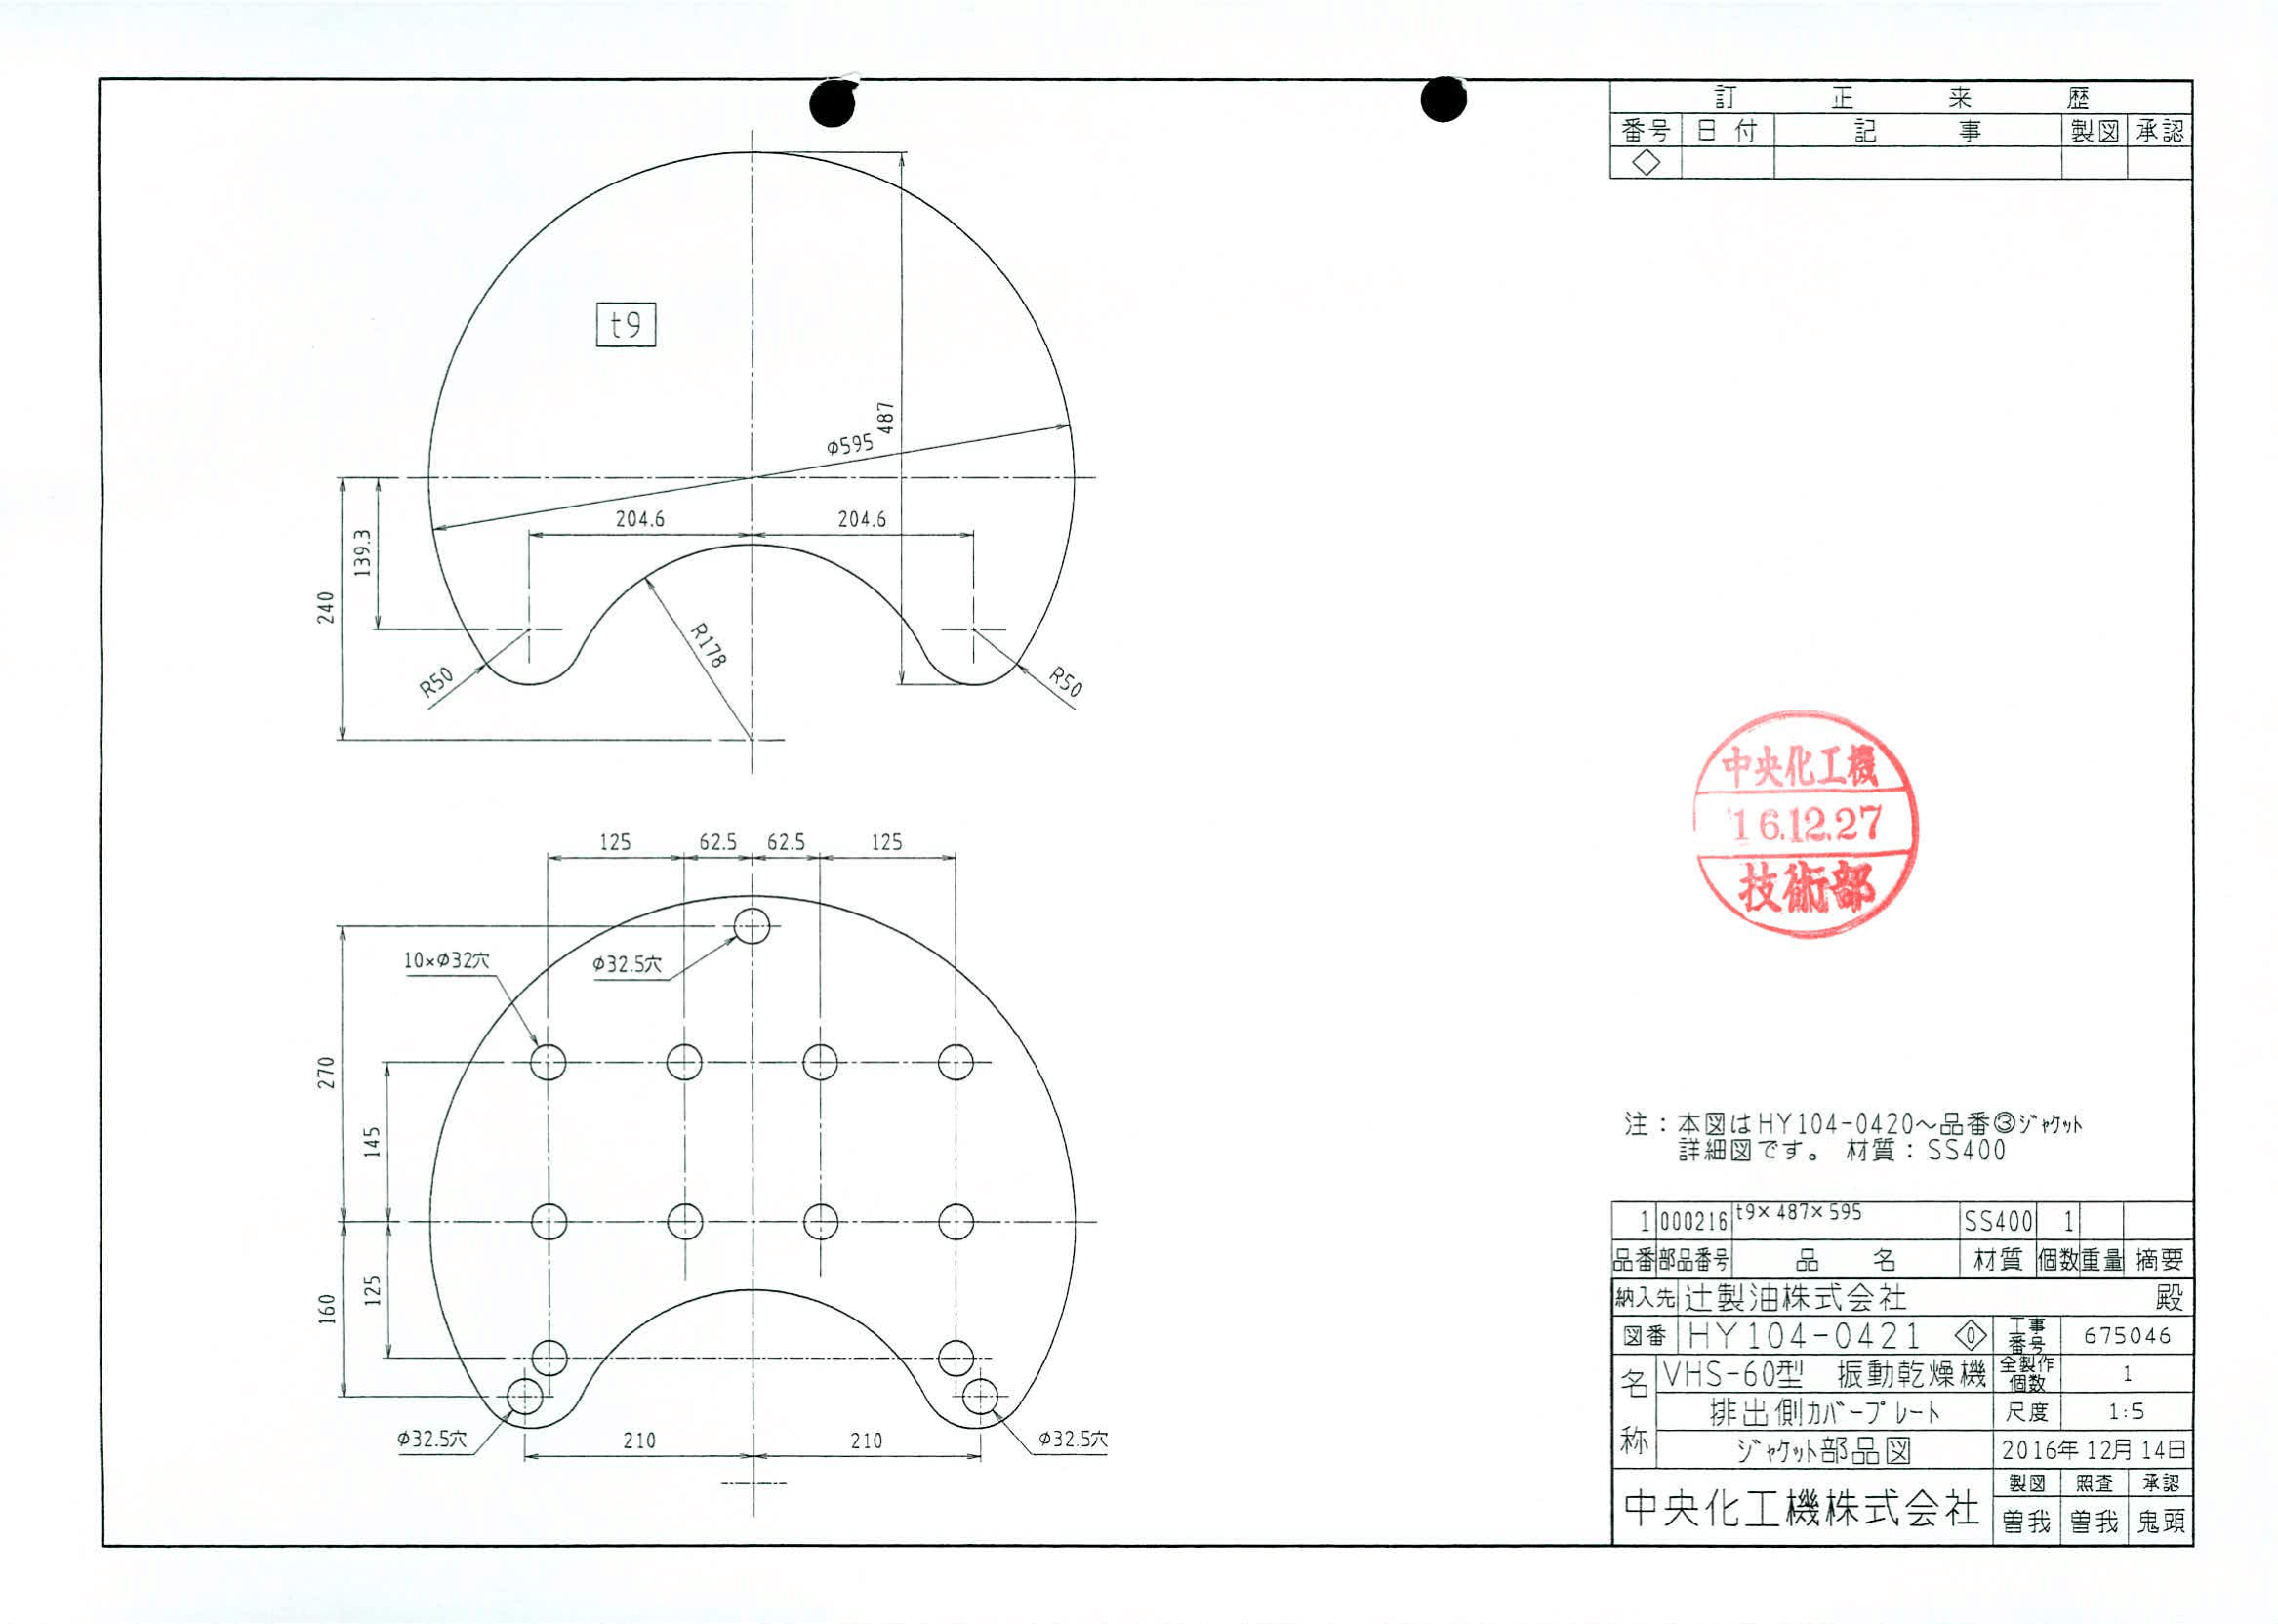 訂正来歴
番号 日付 記事 製図 承認
t9
487
φ595
204.6 204.6
139.3
240
R178
R50 R50
中央化工機
'16.12.27
技術部
125 62.5 62.5 125
10×φ32穴 φ32.5穴
270
145
125
160
φ32.5穴 210 210 φ32.5穴
注：本図はHY104-0420～品番③ジャケット
詳細図です。 材質：SS400
1 000216 t9×487×595 SS400 1
品番 部品番号 品名 材質 個数 重量 摘要
納入先 辻製油株式会社 殿
図番 HY104-0421 0 工事番号 675046
名称 VHS-60型 振動乾燥機 全製作個数 1
排出側カバープレート 尺度 1:5
ジャケット部品図 2016年12月14日
中央化工機株式会社 製図 照査 承認
曽我 曽我 鬼頭